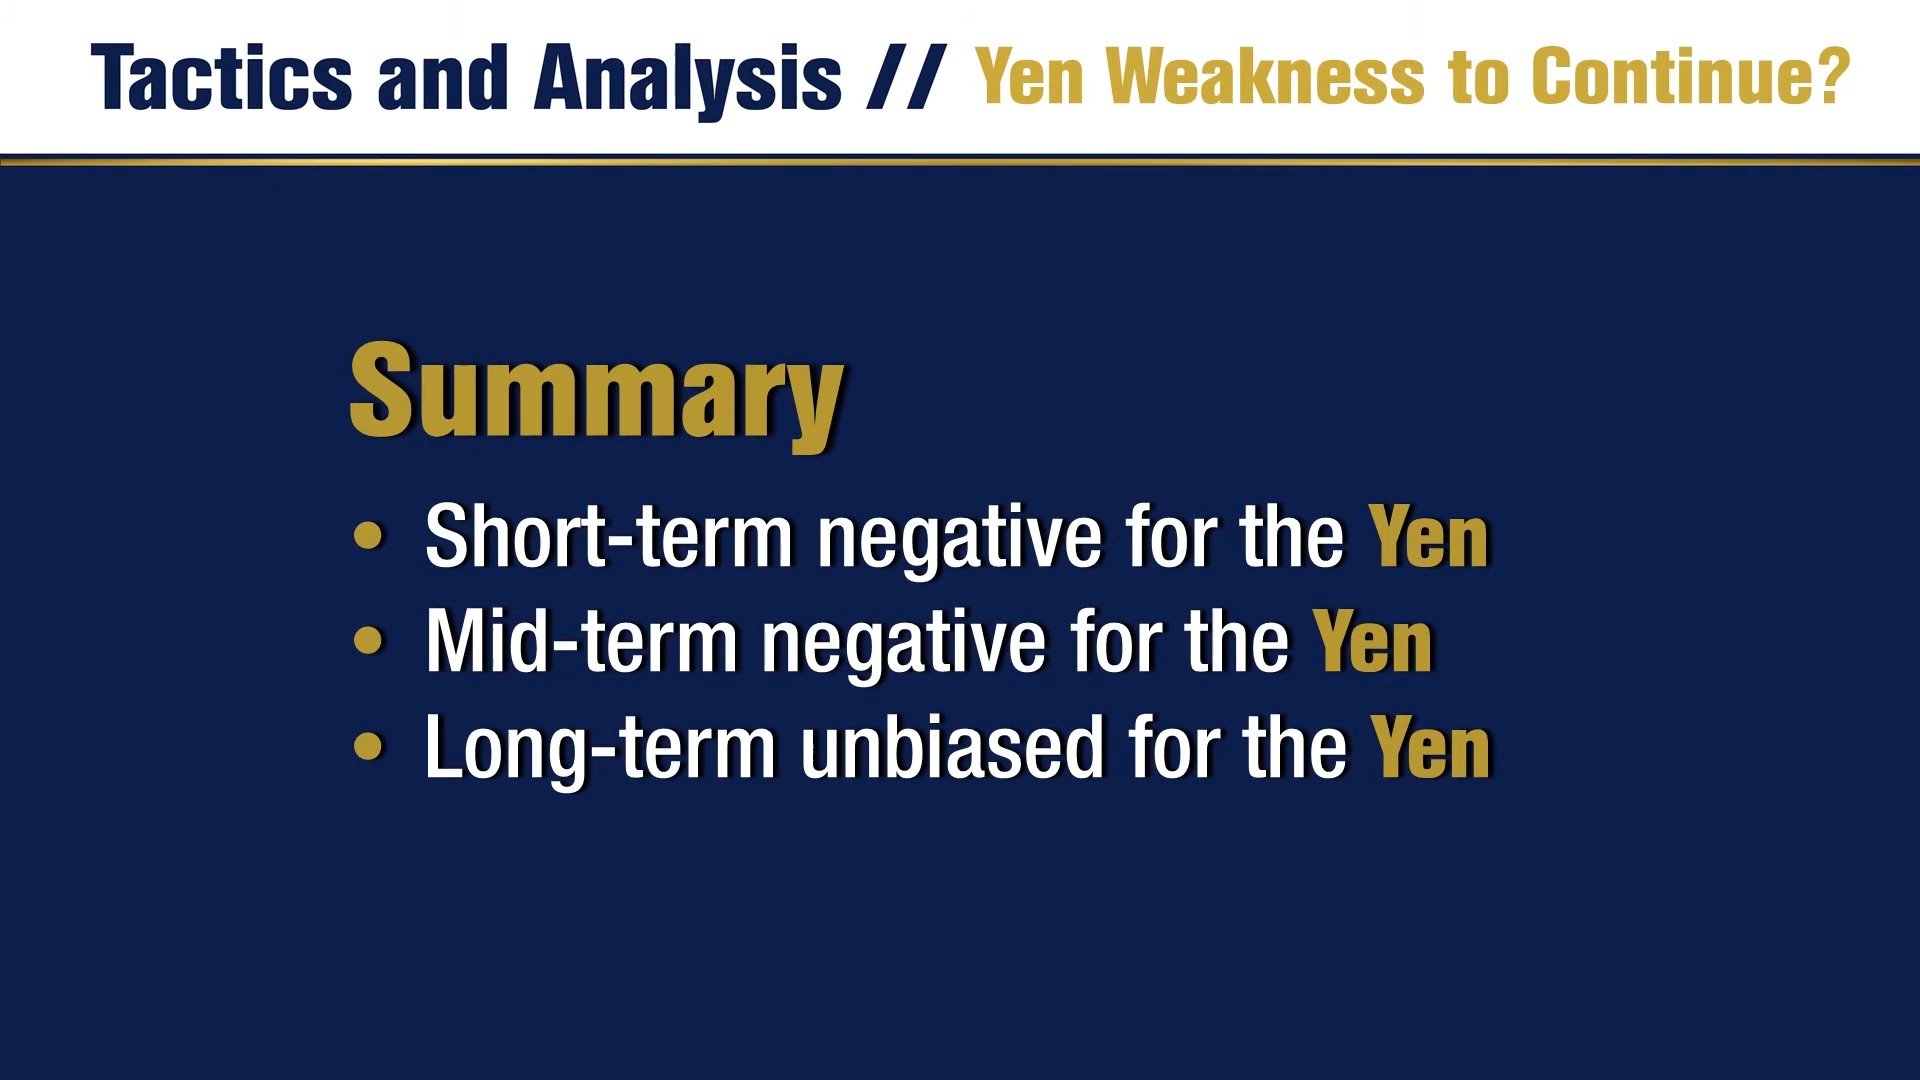 Tactics and Analysis // Yen Weakness to Continue?
Summary
• Short-term negative for the Yen
• Mid-term negative for the Yen
• Long-term unbiased for the Yen